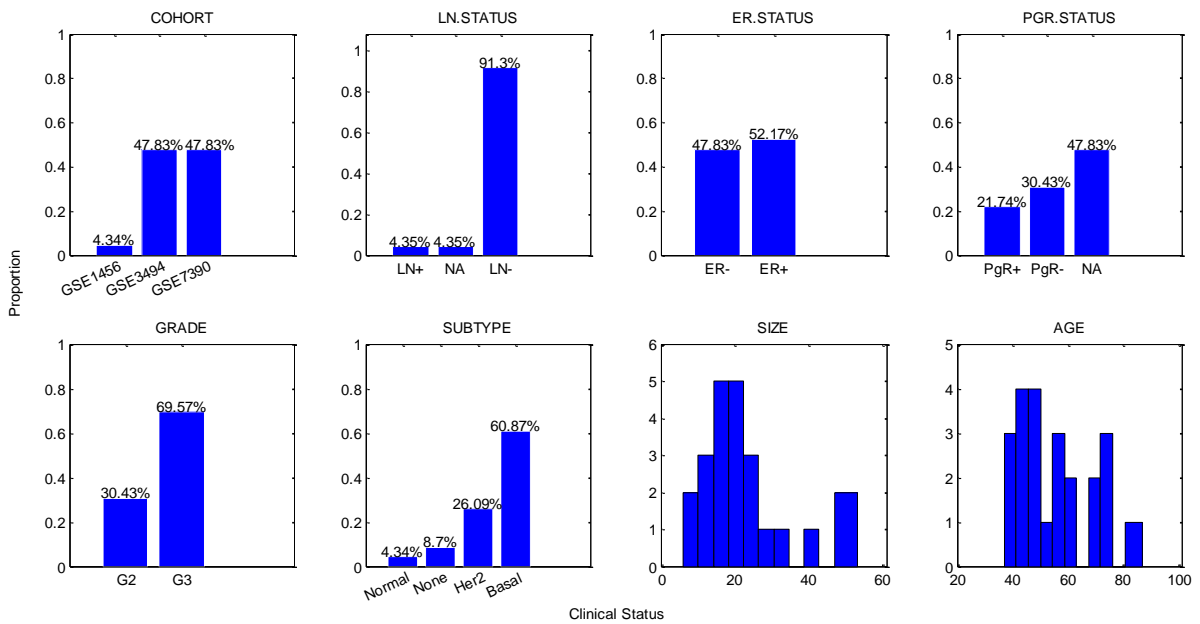 COHORT
LN.STATUS
ER.STATUS
PGR.STATUS
1
0.8
0.6
0.4
0.2
0
4.34%
47.83%
47.83%
GSE1456
GSE3494
GSE7390
1
0.8
0.6
0.4
0.2
0
4.35%
4.35%
91.3%
LN+ NA LN-
1
0.8
0.6
0.4
0.2
0
47.83%
52.17%
ER- ER+
1
0.8
0.6
0.4
0.2
0
21.74%
30.43%
47.83%
PgR+ PgR- NA
Proportion
GRADE
SUBTYPE
SIZE
AGE
1
0.8
0.6
0.4
0.2
0
30.43%
69.57%
G2 G3
1
0.8
0.6
0.4
0.2
0
4.34%
8.7%
26.09%
60.87%
Normal
None
Her2
Basal
6
5
4
3
2
1
0
0 20 40 60
5
4
3
2
1
0
20 40 60 80 100
Clinical Status